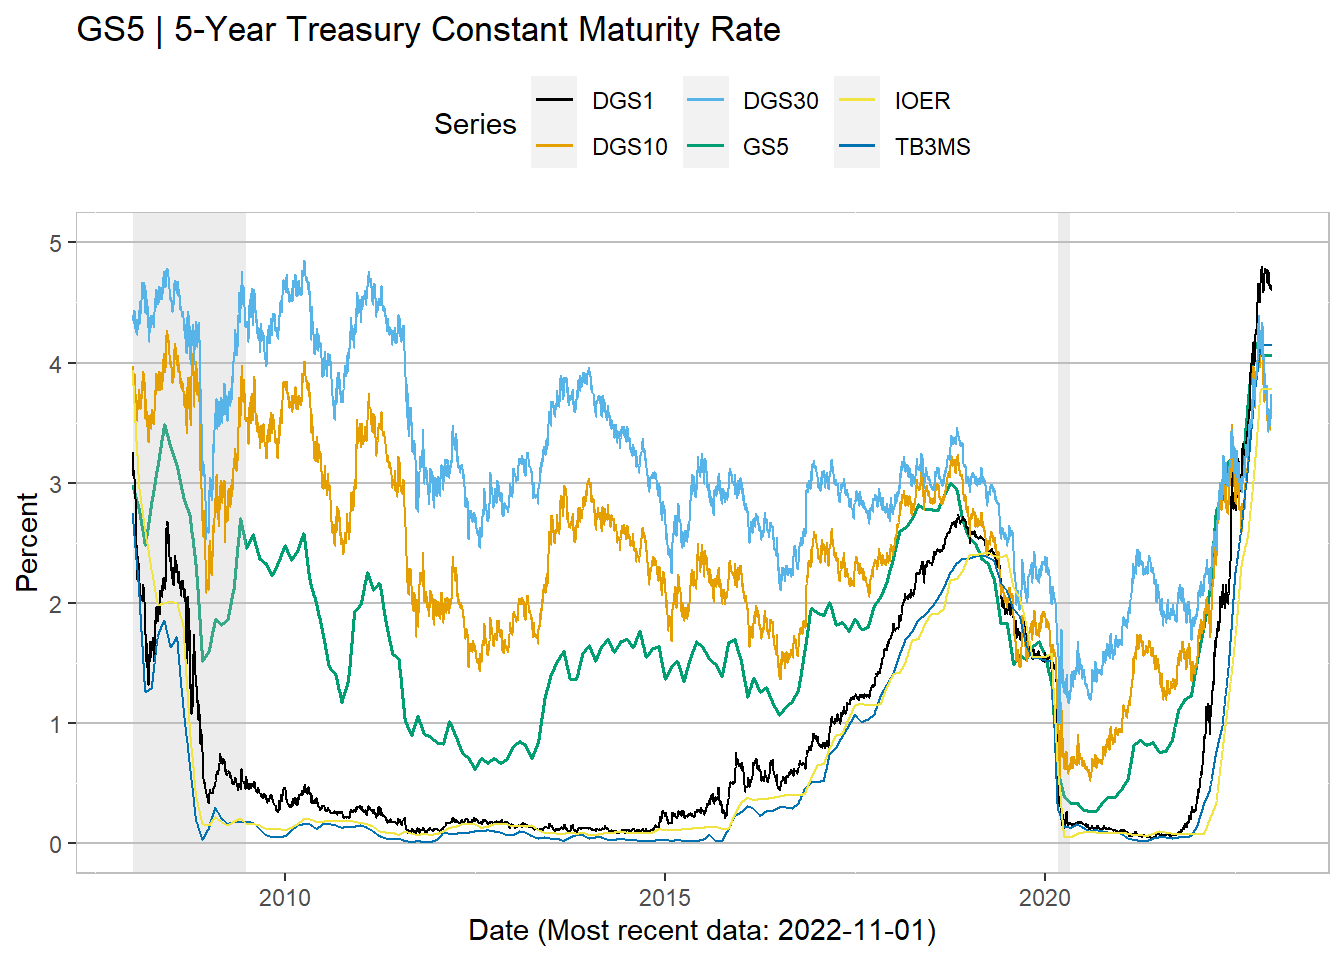 GS5 | 5-Year Treasury Constant Maturity Rate
Series
DGS1 DGS30 IOER
DGS10 GS5 TB3MS
Percent
5
4
3
2
1
0
2010 2015 2020
Date (Most recent data: 2022-11-01)